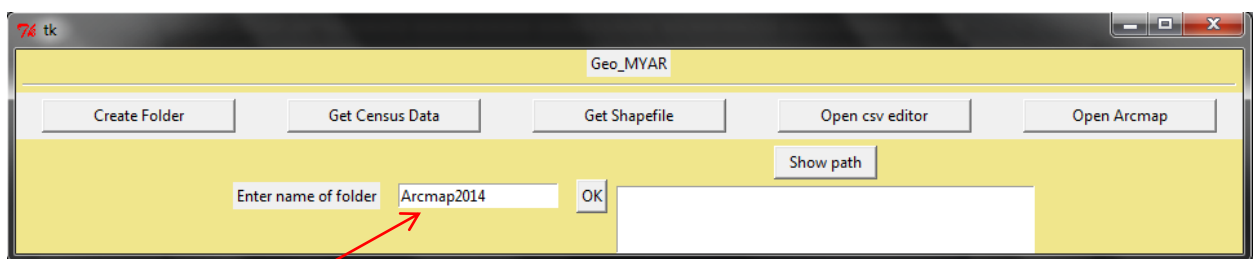 tk
Geo_MYAR
Create Folder Get Census Data Get Shapefile Open csv editor Open Arcmap
Show path
Enter name of folder Arcmap2014 OK